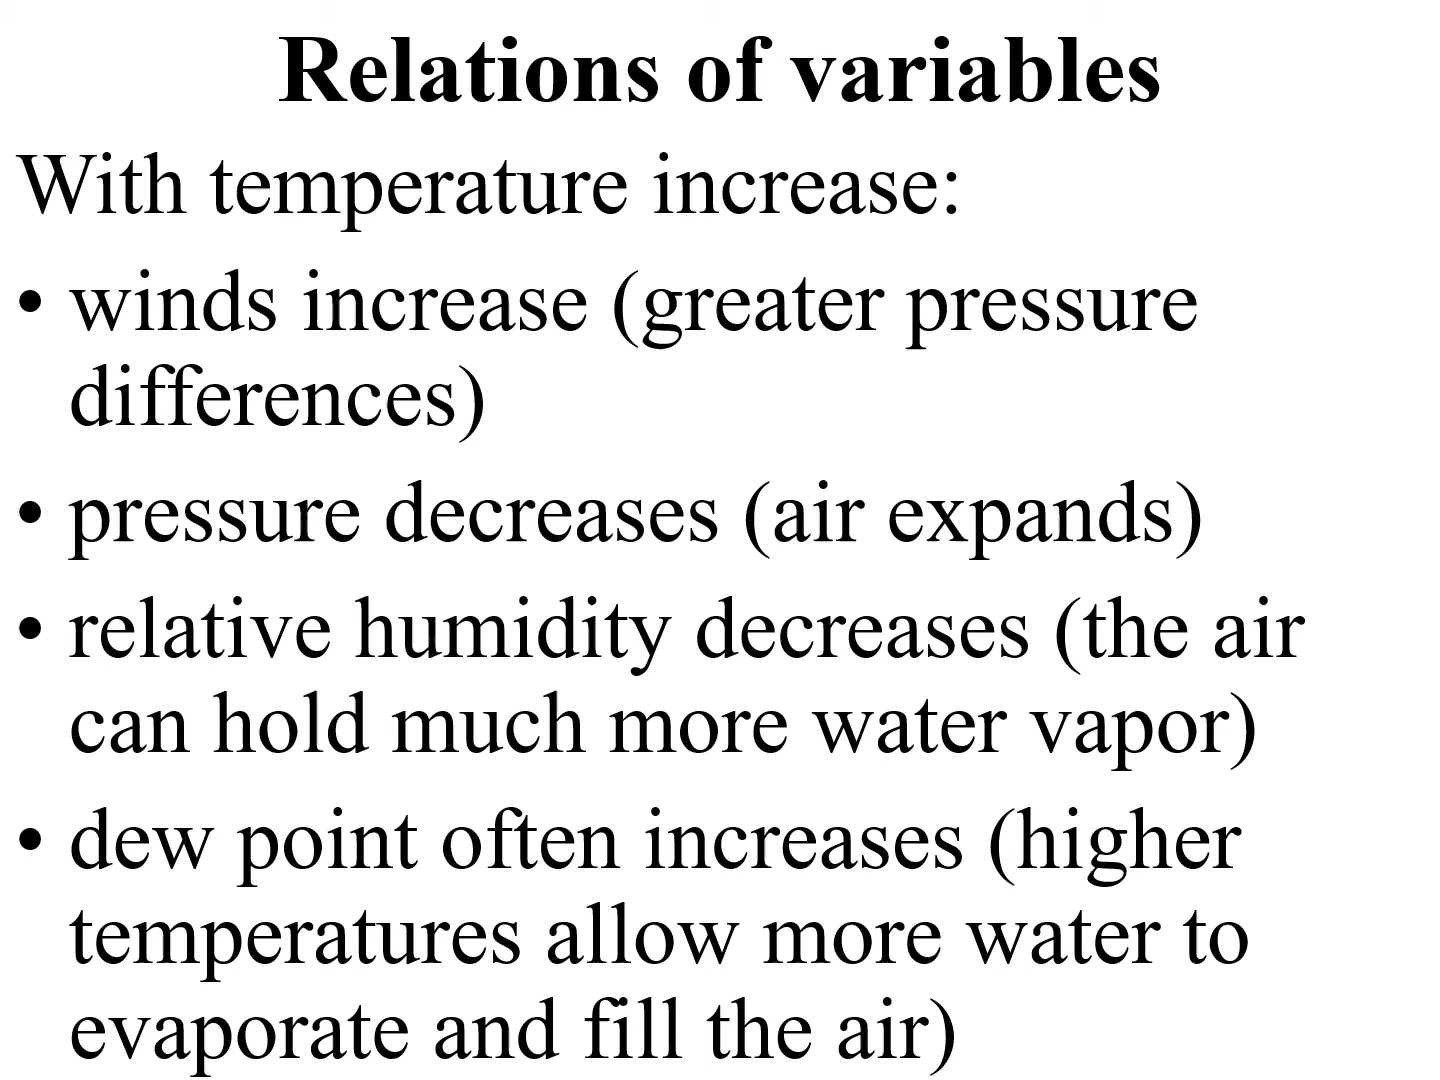 Relations of variables
With temperature increase:
• winds increase (greater pressure
differences)
• pressure decreases (air expands)
• relative humidity decreases (the air
can hold much more water vapor)
• dew point often increases (higher
temperatures allow more water to
evaporate and fill the air)